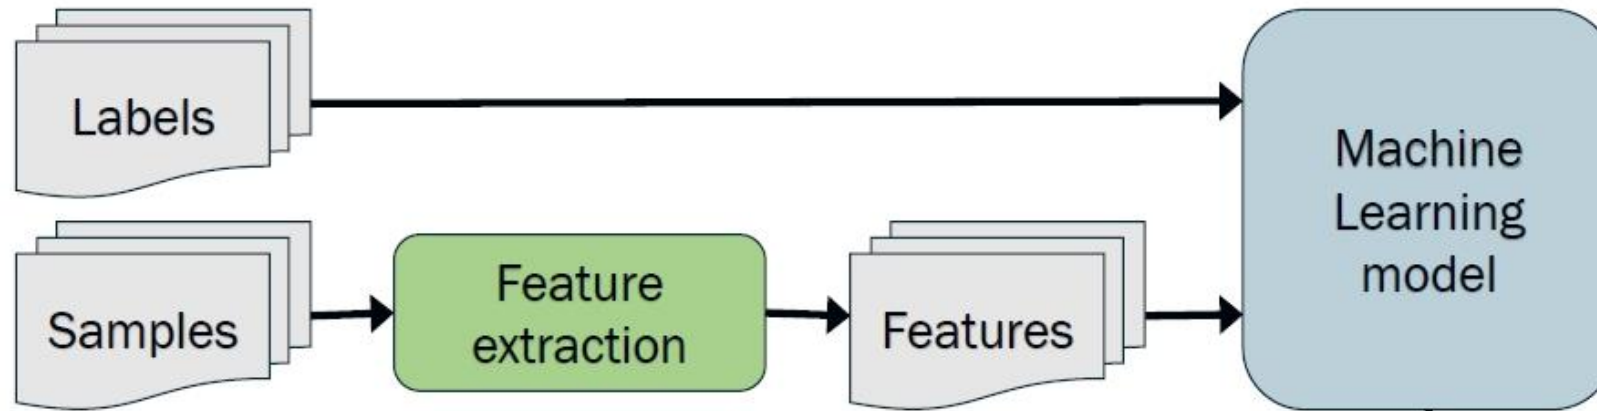 Labels
Machine
Learning
model
Samples
Feature
extraction
Features